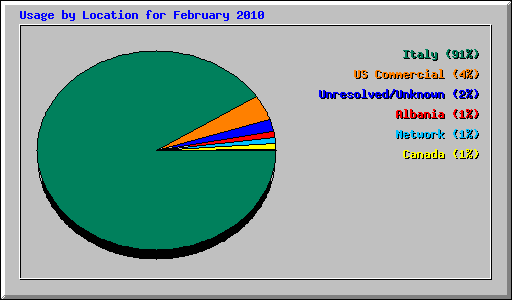 Usage by Location for February 2010
Italy (91%)
US Commercial (4%)
Unresolved/Unknown (2%)
Albania (1%)
Network (1%)
Canada (1%)